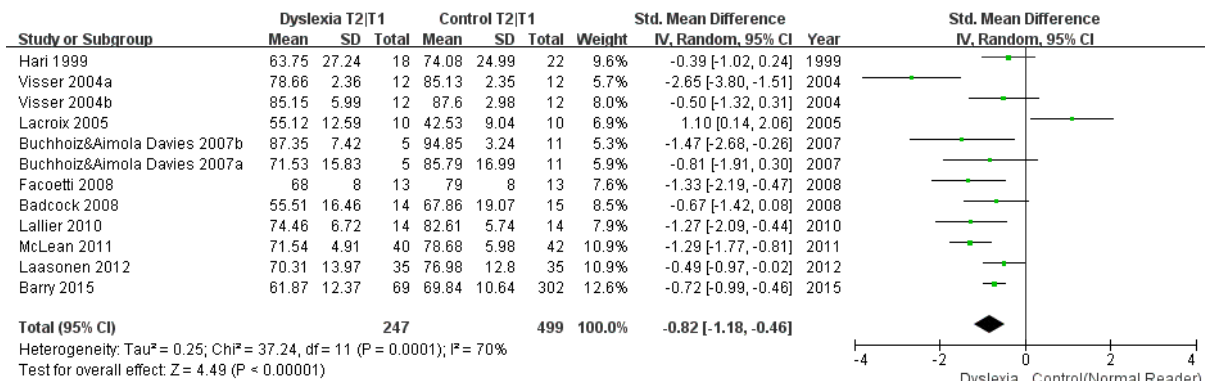 Dyslexia T2|T1 Control T2|T1 Std. Mean Difference Std. Mean Difference
Study or Subgroup Mean SD Total Mean SD Total Weight IV, Random, 95% CI Year IV, Random, 95% CI
Hari 1999 63.75 27.24 18 74.08 24.99 22 9.6% -0.39 [-1.02, 0.24] 1999
Visser 2004a 78.66 2.36 12 85.13 2.35 12 5.7% -2.65 [-3.80, -1.51] 2004
Visser 2004b 85.15 5.99 12 87.6 2.98 12 8.0% -0.50 [-1.32, 0.31] 2004
Lacroix 2005 55.12 12.59 10 42.53 9.04 10 6.9% 1.10 [0.14, 2.06] 2005
Buchhoiz&Aimola Davies 2007b 87.35 7.42 5 94.85 3.24 11 5.3% -1.47 [-2.68, -0.26] 2007
Buchhoiz&Aimola Davies 2007a 71.53 15.83 5 85.79 16.99 11 6.0% -0.81 [-1.91, 0.30] 2007
Facoetti 2008 68 8 13 79 8 13 7.6% -1.33 [-2.19, -0.47] 2008
Badcock 2008 55.51 16.46 14 67.86 19.07 15 8.5% -0.67 [-1.42, 0.08] 2008
Lallier 2010 74.46 6.72 14 82.61 5.74 14 8.0% -1.27 [-2.09, -0.44] 2010
McLean 2011 71.54 4.91 40 78.68 5.98 42 10.9% -1.29 [-1.77, -0.81] 2011
Laasonen 2012 70.31 13.97 35 76.98 12.8 35 10.9% -0.49 [-0.97, -0.02] 2012
Barry 2015 61.87 12.37 69 69.84 10.64 302 12.6% -0.72 [-0.99, -0.46] 2015
Total (95% CI) 247 499 100.0% -0.82 [-1.18, -0.46]
Heterogeneity: Tau² = 0.25; Chi² = 37.24, df = 11 (P = 0.0001); I² = 70%
Test for overall effect: Z = 4.49 (P < 0.00001)
-4 -2 0 2 4
Dyslexia Control(Normal Reader)